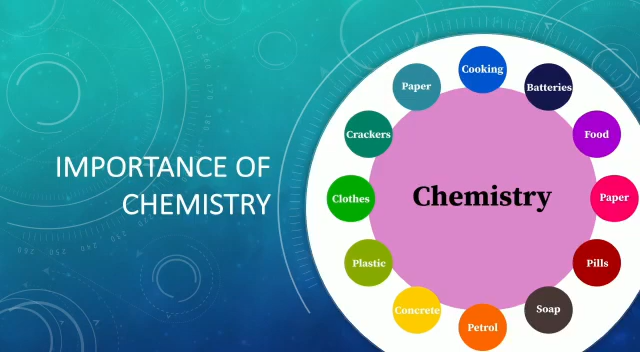 IMPORTANCE OF
CHEMISTRY
Chemistry
Cooking
Batteries
Food
Paper
Pills
Soap
Petrol
Concrete
Plastic
Clothes
Crackers
Paper